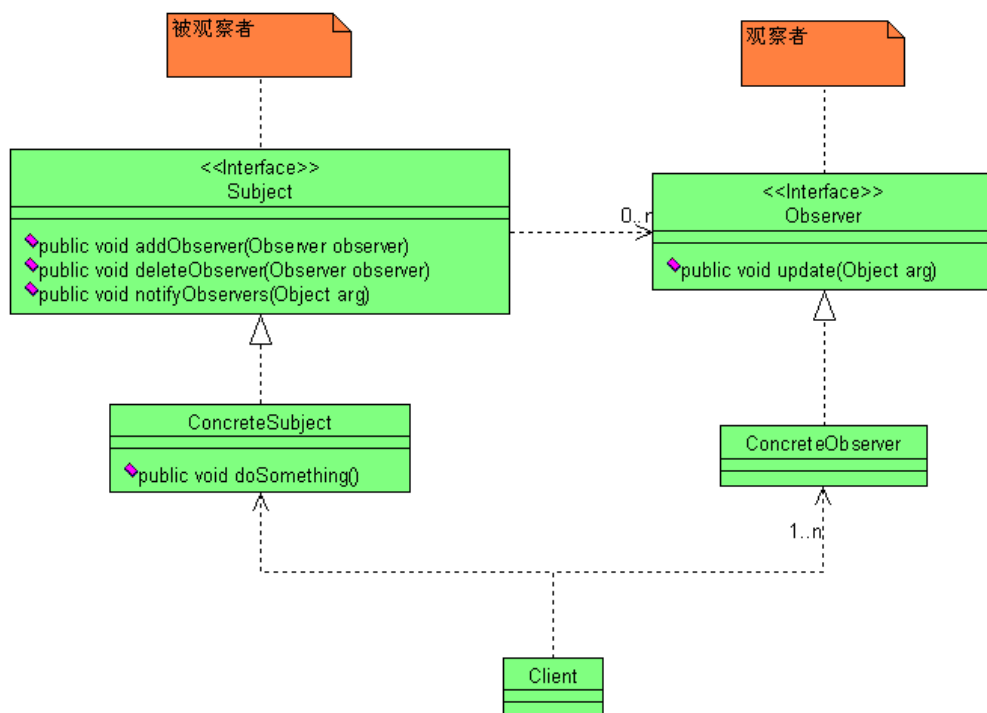 被观察者
观察者
<<Interface>>
Subject
public void addObserver(Observer observer)
public void deleteObserver(Observer observer)
public void notifyObservers(Object arg)
0..n
<<Interface>>
Observer
public void update(Object arg)
ConcreteSubject
public void doSomething()
ConcreteObserver
1..n
Client